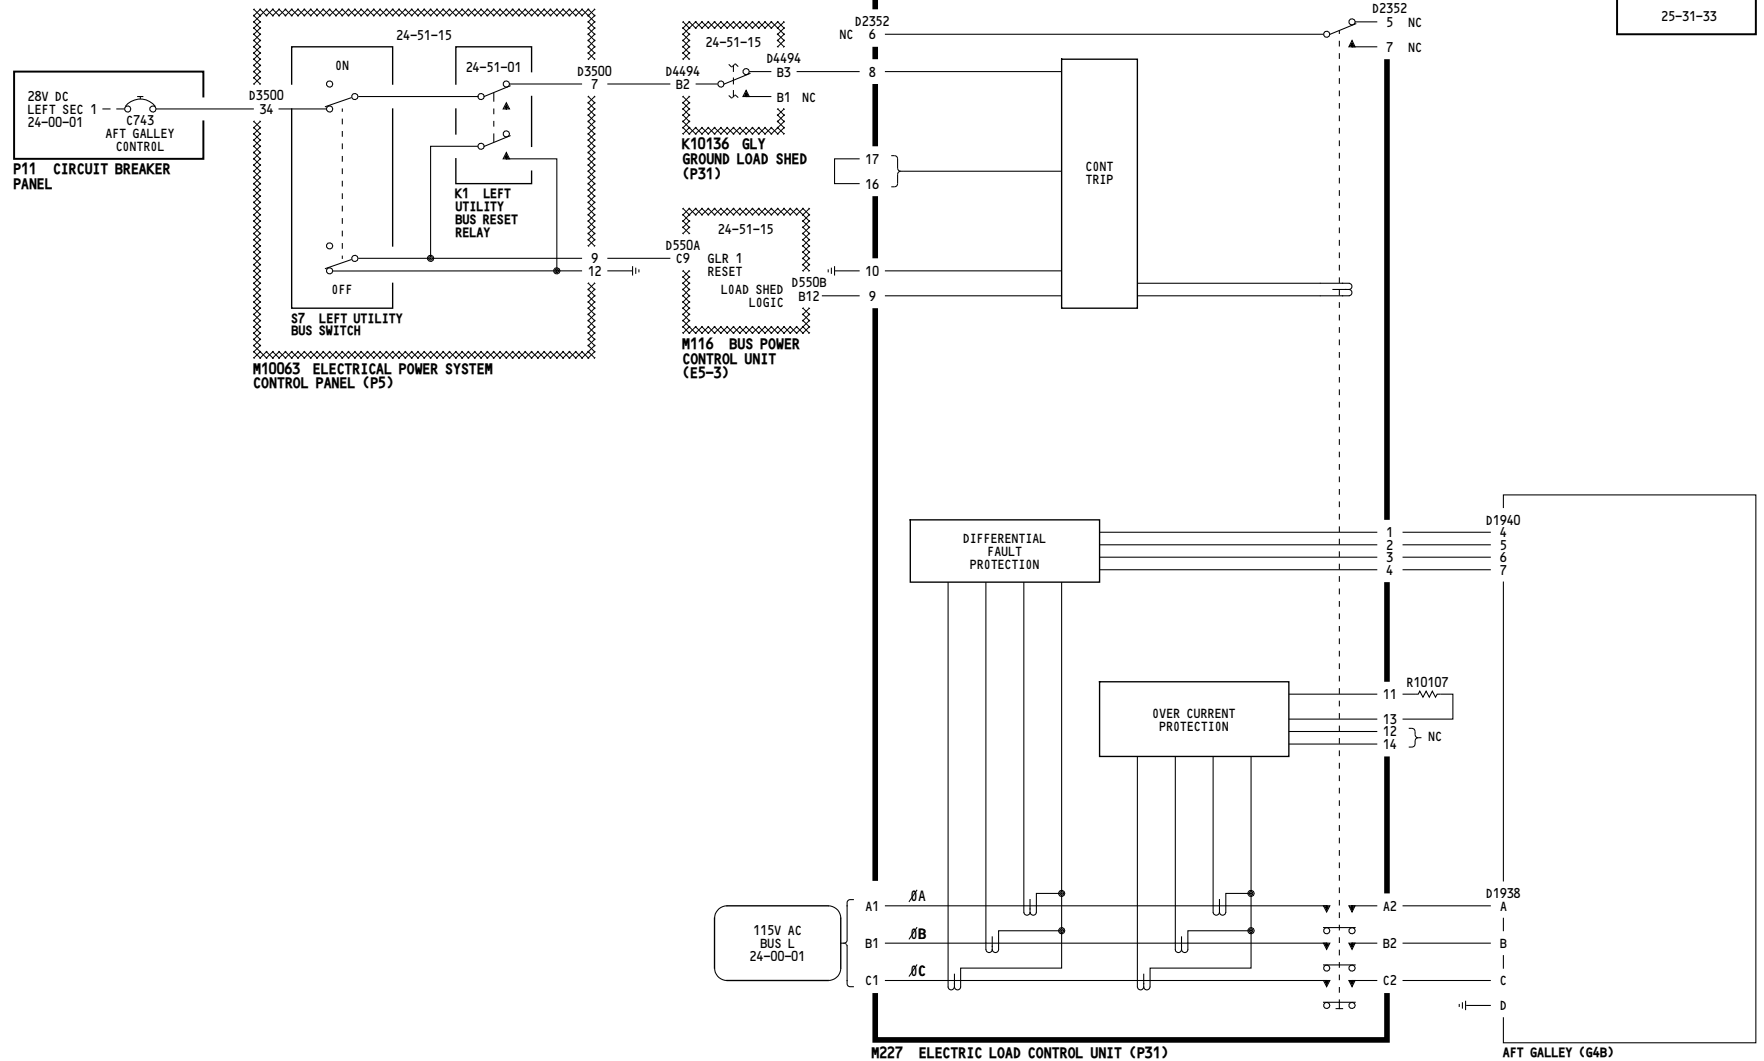 25-31-33
D2352
NC 6
D2352
5 NC
7 NC
24-51-15
ON
24-51-01
24-51-15
D3500
7
D4494
B2
D4494
B3
B1 NC
8
28V DC
LEFT SEC 1
24-00-01
C743
AFT GALLEY
CONTROL
D3500
34
P11 CIRCUIT BREAKER
PANEL
K10136 GLY
GROUND LOAD SHED
(P31)
17
16
CONT
TRIP
K1 LEFT
UTILITY
BUS RESET
RELAY
24-51-15
9
12
D550A
C9
GLR 1
RESET
LOAD SHED
LOGIC
D550B
B12
10
9
OFF
S7 LEFT UTILITY
BUS SWITCH
M116 BUS POWER
CONTROL UNIT
(E5-3)
M10063 ELECTRICAL POWER SYSTEM
CONTROL PANEL (P5)
DIFFERENTIAL
FAULT
PROTECTION
1
2
3
4
D1940
4
5
6
7
OVER CURRENT
PROTECTION
11
R10107
13
12
14
NC
115V AC
BUS L
24-00-01
A1
ØA
B1
ØB
C1
ØC
A2
B2
C2
D1938
A
B
C
D
M227 ELECTRIC LOAD CONTROL UNIT (P31)
AFT GALLEY (G4B)